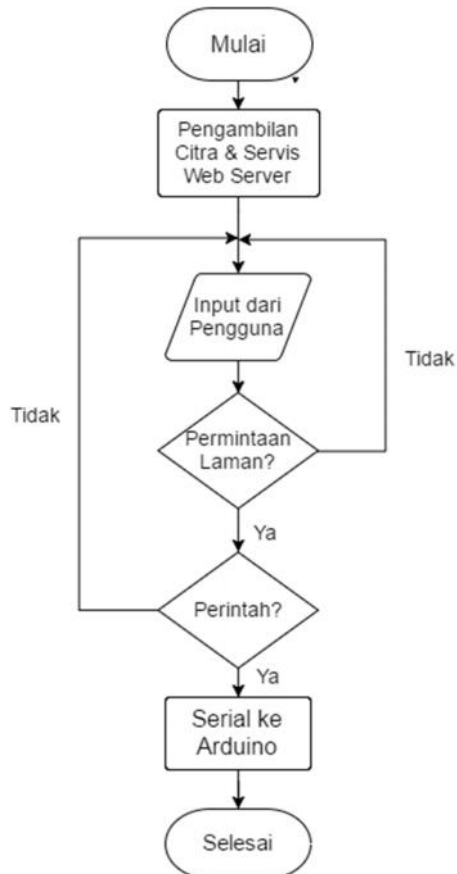 Mulai
Pengambilan
Citra & Servis
Web Server
Input dari
Pengguna
Tidak
Tidak
Permintaan
Laman?
Ya
Perintah?
Ya
Serial ke
Arduino
Selesai